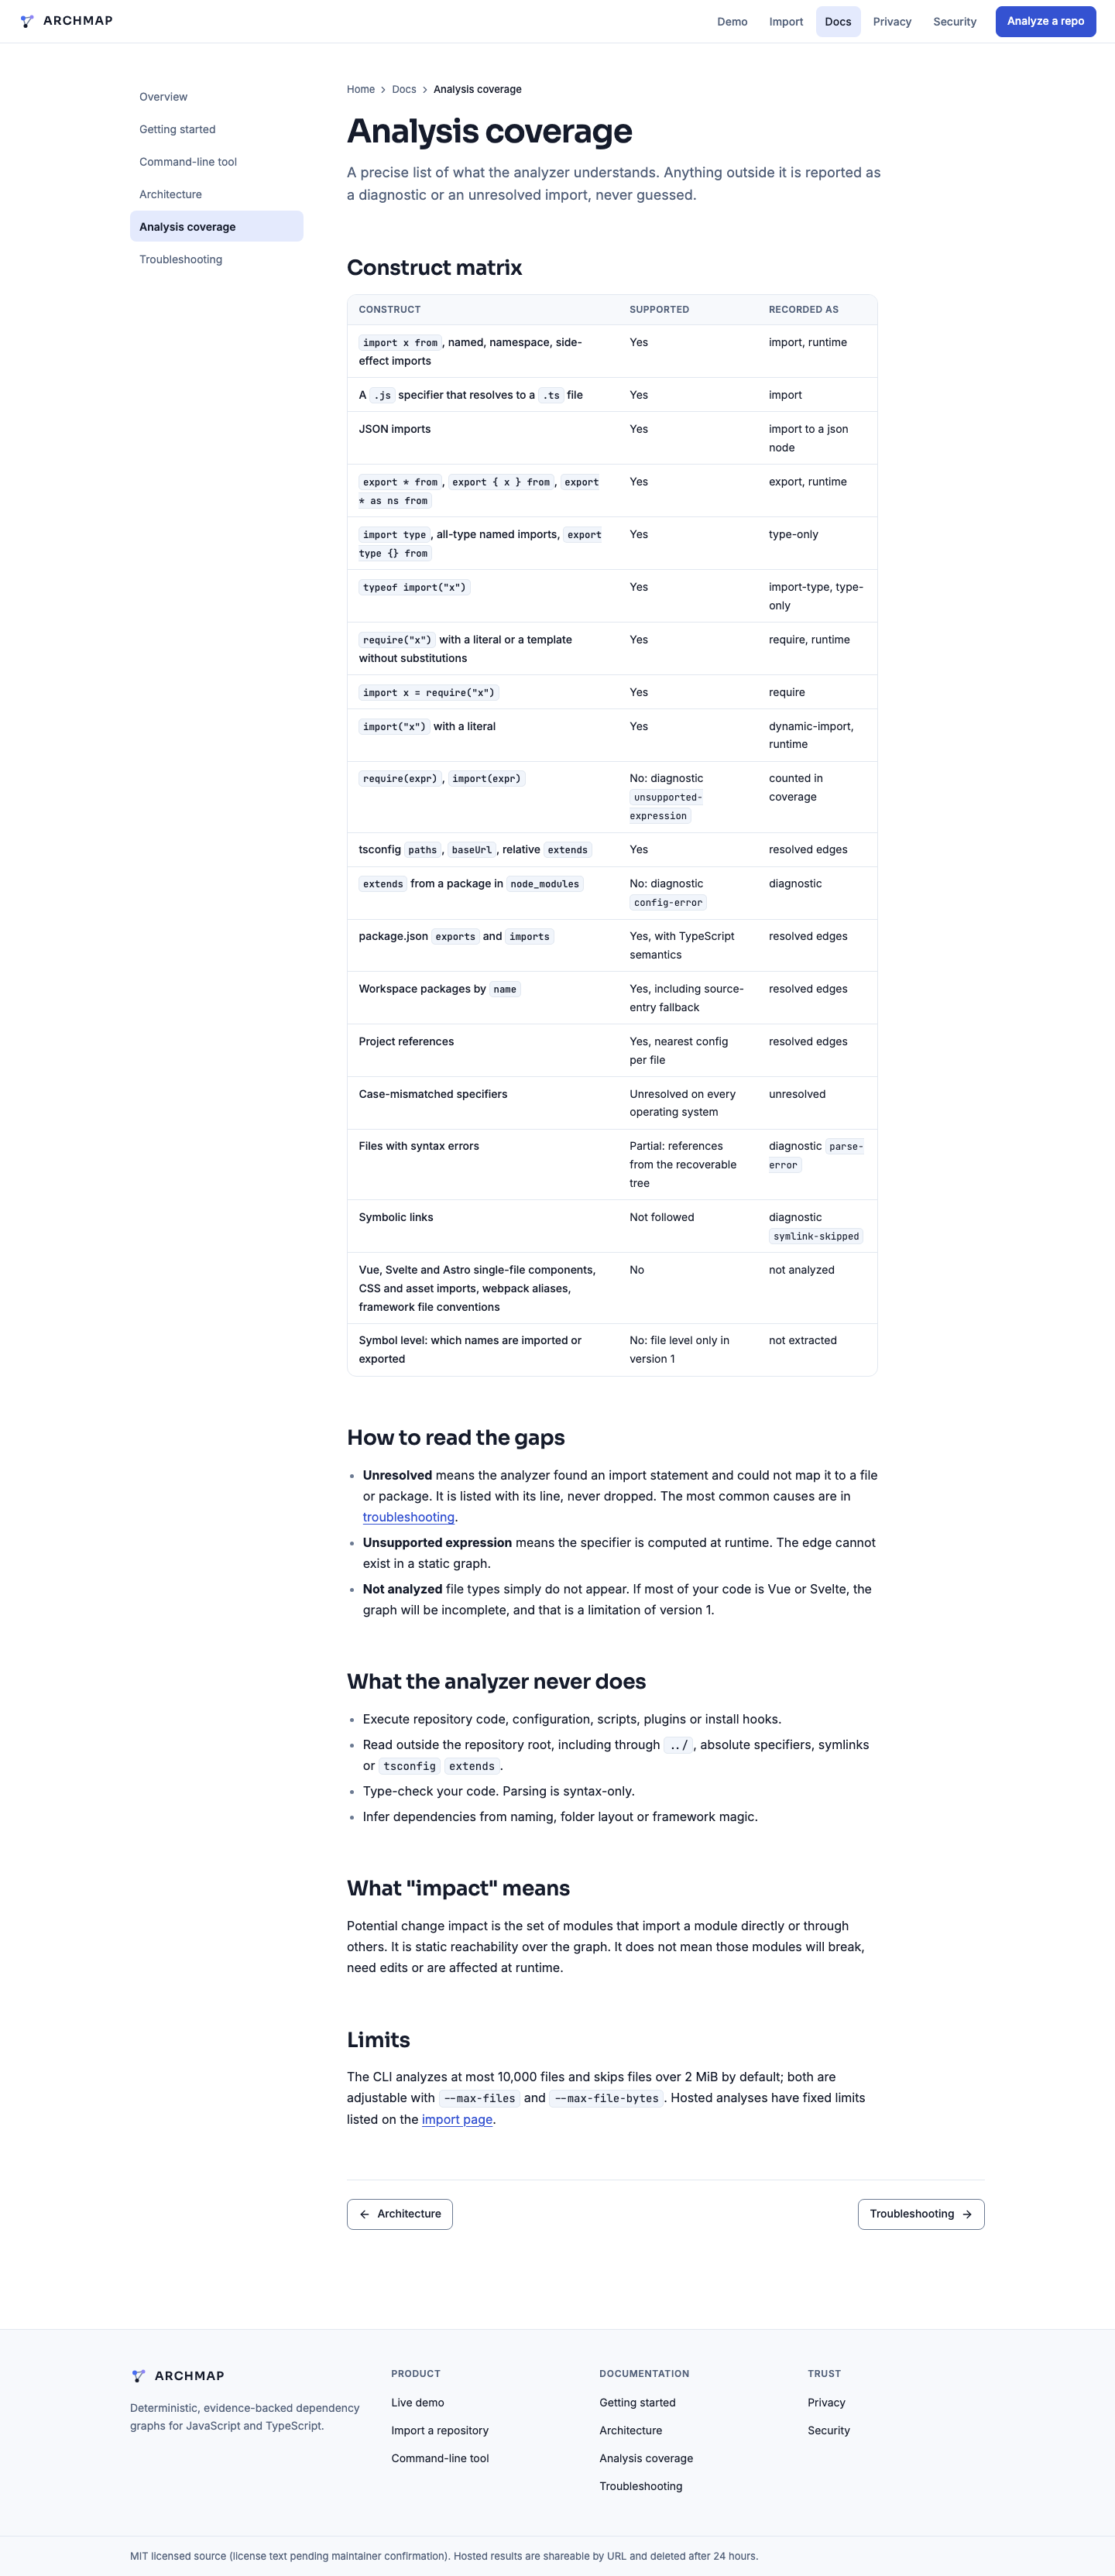 ARCHMAP
Demo
Import
Docs
Privacy
Security
Analyze a repo
Overview
Getting started
Command-line tool
Architecture
Analysis coverage
Troubleshooting
Home > Docs > Analysis coverage
Analysis coverage
A precise list of what the analyzer understands. Anything outside it is reported as
a diagnostic or an unresolved import, never guessed.
Construct matrix
CONSTRUCT SUPPORTED RECORDED AS
import x from, named, namespace, side- Yes import, runtime
effect imports
A .js specifier that resolves to a .ts file Yes import
JSON imports Yes import to a json
node
export * from, export { x } from, export Yes export, runtime
* as ns from
import type, all-type named imports, export Yes type-only
type {} from
typeof import("x") Yes import-type, type-
only
require("x") with a literal or a template Yes require, runtime
without substitutions
import x = require("x") Yes require
import("x") with a literal Yes dynamic-import,
runtime
require(expr), import(expr) No: diagnostic counted in
unsupported- coverage
expression
tsconfig paths, baseUrl, relative extends Yes resolved edges
extends from a package in node_modules No: diagnostic diagnostic
config-error
package.json exports and imports Yes, with TypeScript resolved edges
semantics
Workspace packages by name Yes, including source- resolved edges
entry fallback
Project references Yes, nearest config resolved edges
per file
Case-mismatched specifiers Unresolved on every unresolved
operating system
Files with syntax errors Partial: references diagnostic parse-
from the recoverable error
tree
Symbolic links Not followed diagnostic
symlink-skipped
Vue, Svelte and Astro single-file components, No not analyzed
CSS and asset imports, webpack aliases,
framework file conventions
Symbol level: which names are imported or No: file level only in not extracted
exported version 1
How to read the gaps
• Unresolved means the analyzer found an import statement and could not map it to a file
or package. It is listed with its line, never dropped. The most common causes are in
troubleshooting.
• Unsupported expression means the specifier is computed at runtime. The edge cannot
exist in a static graph.
• Not analyzed file types simply do not appear. If most of your code is Vue or Svelte, the
graph will be incomplete, and that is a limitation of version 1.
What the analyzer never does
• Execute repository code, configuration, scripts, plugins or install hooks.
• Read outside the repository root, including through ../, absolute specifiers, symlinks
or tsconfig extends.
• Type-check your code. Parsing is syntax-only.
• Infer dependencies from naming, folder layout or framework magic.
What "impact" means
Potential change impact is the set of modules that import a module directly or through
others. It is static reachability over the graph. It does not mean those modules will break,
need edits or are affected at runtime.
Limits
The CLI analyzes at most 10,000 files and skips files over 2 MiB by default; both are
adjustable with --max-files and --max-file-bytes. Hosted analyses have fixed limits
listed on the import page.
← Architecture
Troubleshooting →
ARCHMAP
Deterministic, evidence-backed dependency
graphs for JavaScript and TypeScript.
PRODUCT
Live demo
Import a repository
Command-line tool
DOCUMENTATION
Getting started
Architecture
Analysis coverage
Troubleshooting
TRUST
Privacy
Security
MIT licensed source (license text pending maintainer confirmation). Hosted results are shareable by URL and deleted after 24 hours.